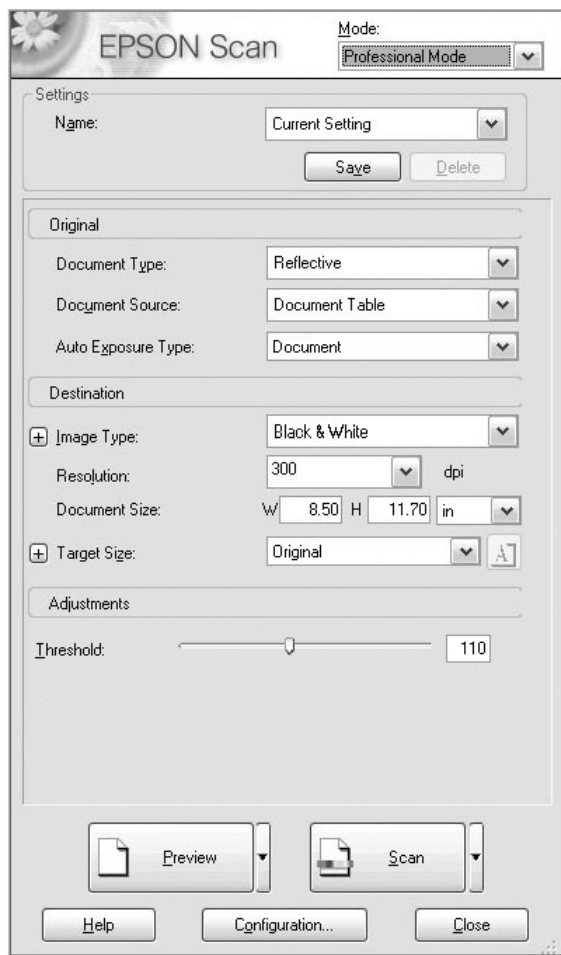 EPSON Scan
Mode:
Professional Mode
Settings
Name: Current Setting
Save Delete
Original
Document Type: Reflective
Document Source: Document Table
Auto Exposure Type: Document
Destination
Image Type: Black & White
Resolution: 300 dpi
Document Size: W 8.50 H 11.70 in
Target Size: Original A
Adjustments
Threshold: 110
Preview Scan
Help Configuration... Close